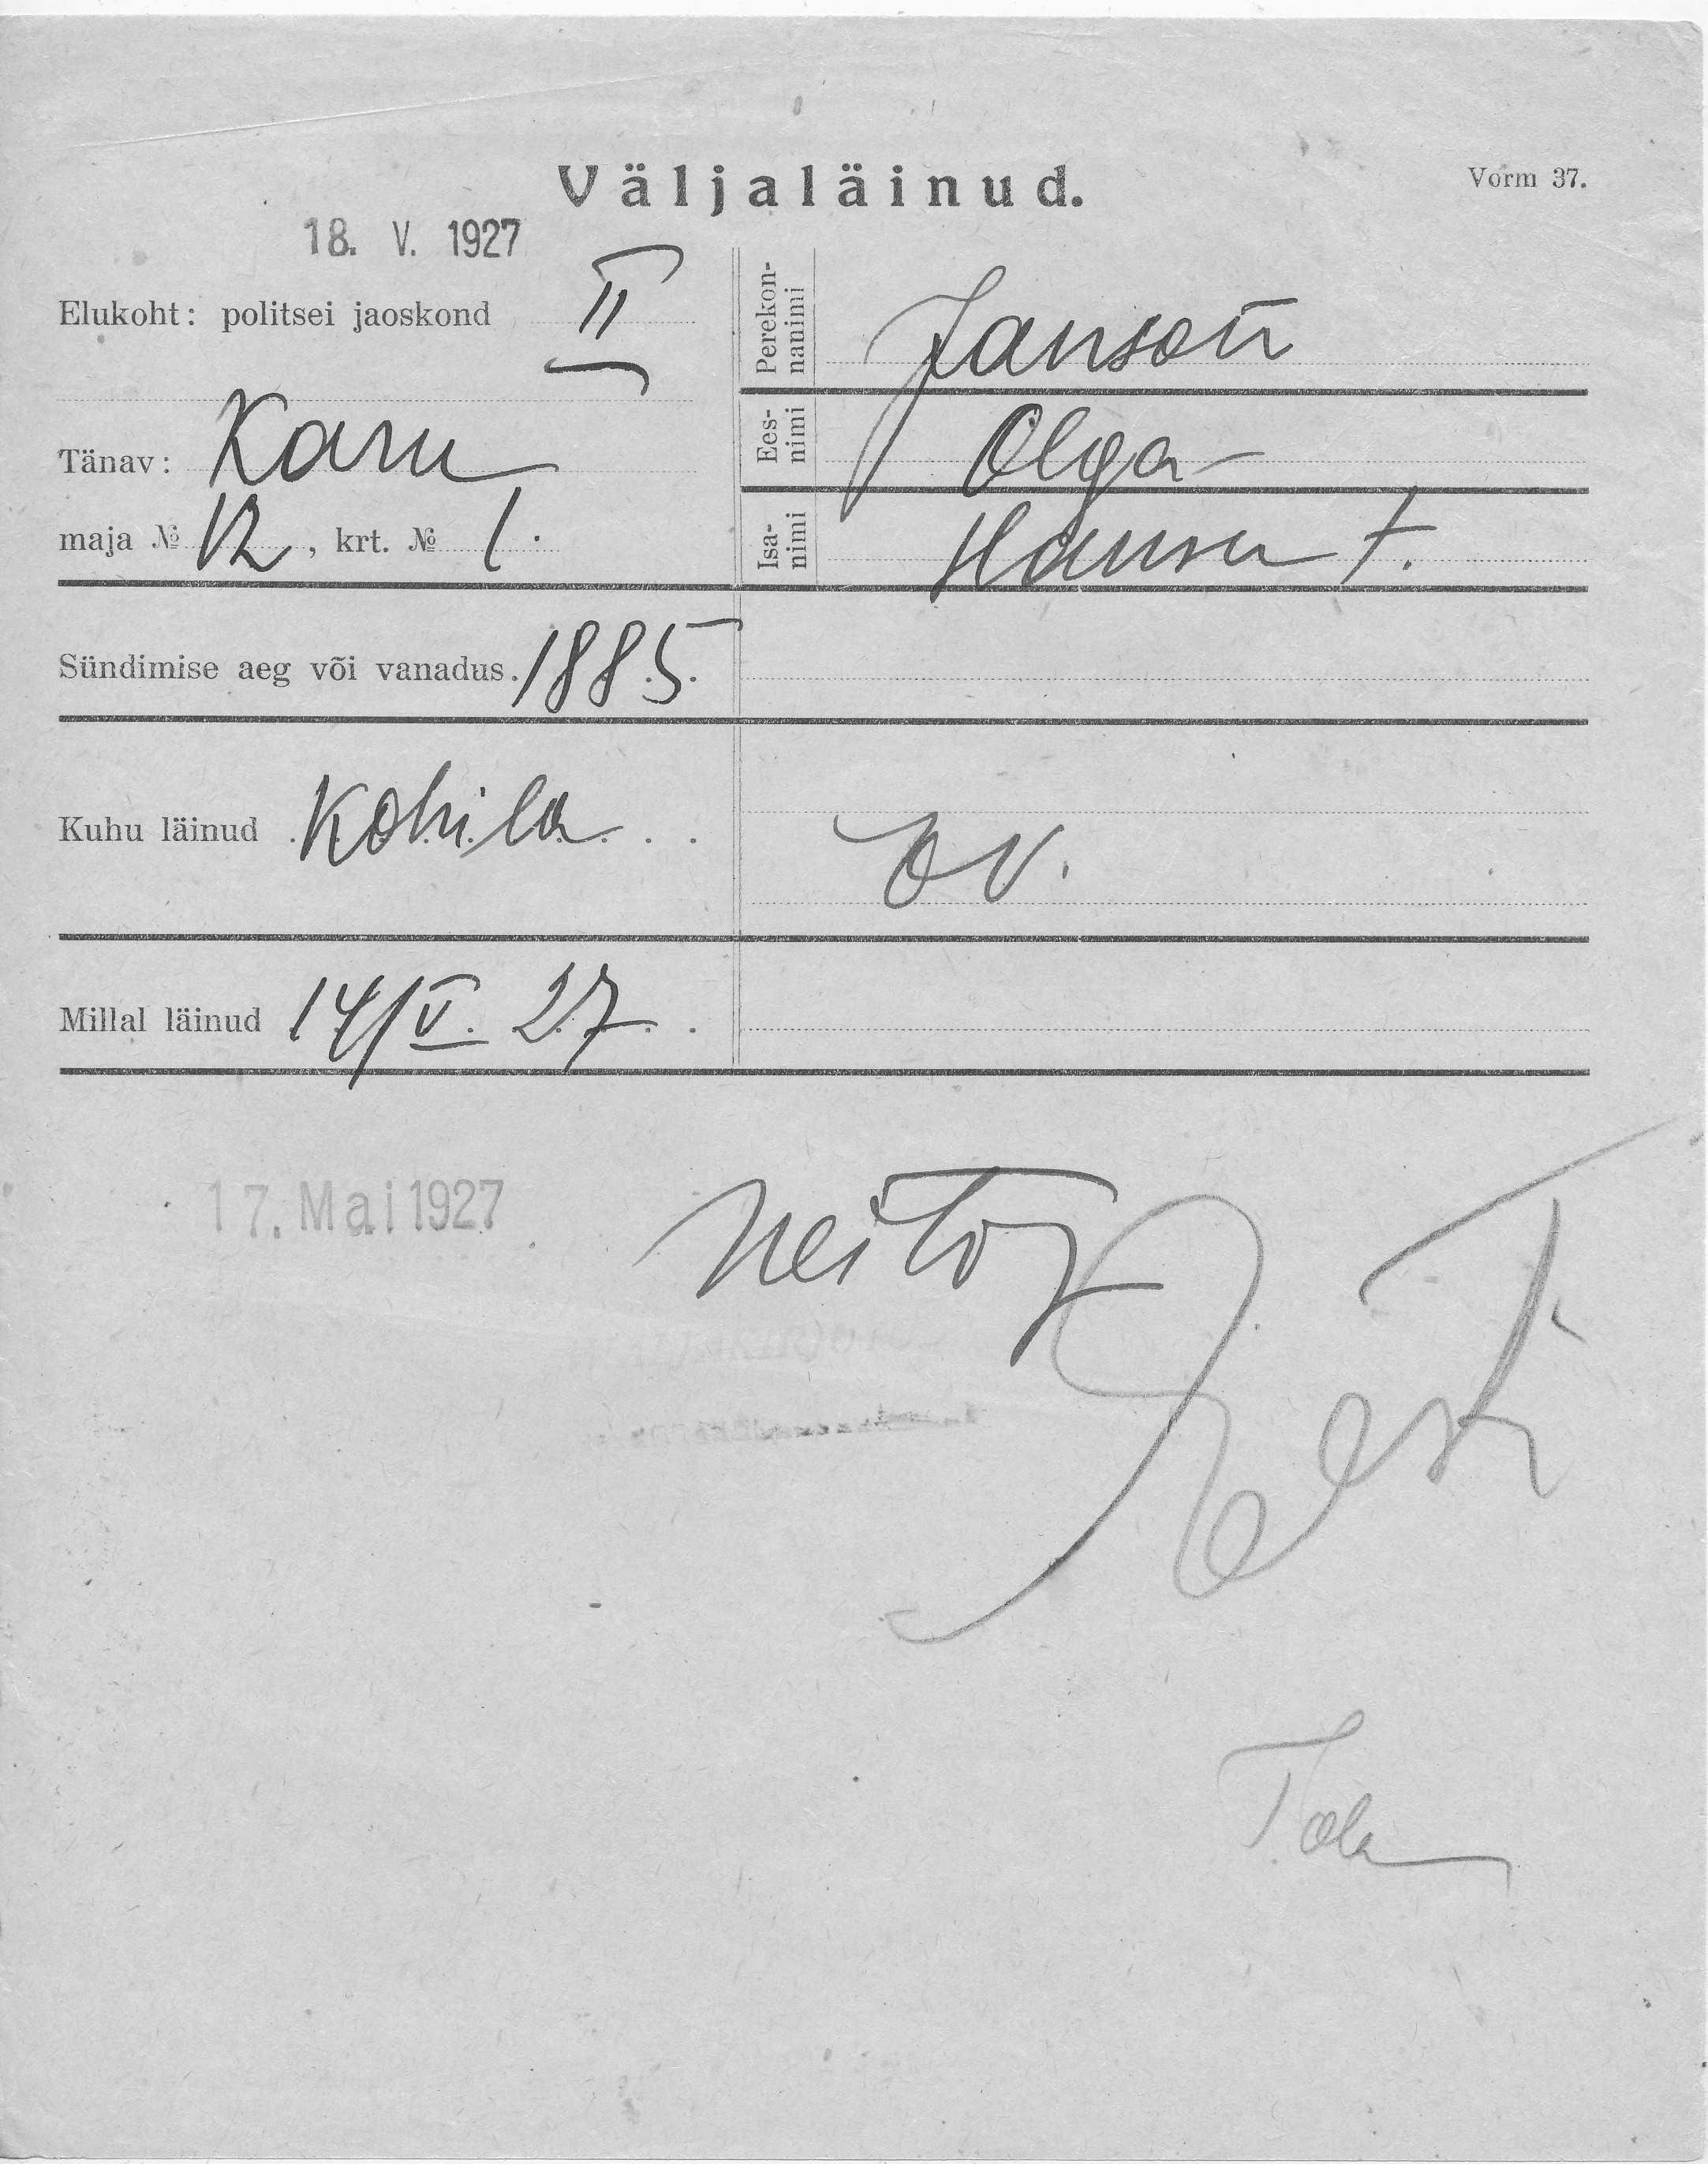 Väljaläinud.
Vorm 37.
18. V. 1927
Elukoht: politsei jaoskond II
Tänav: Karu
maja № 12, krt. № 1.
Perekon-
nanimi
Janson
Ees-
nimi
Olga
Isa-
nimi
Hansu t.
Sündimise aeg või vanadus. 1885
Kuhu läinud Kohila
Millal läinud 14/V. 27
17. Mai 1927
Eesti